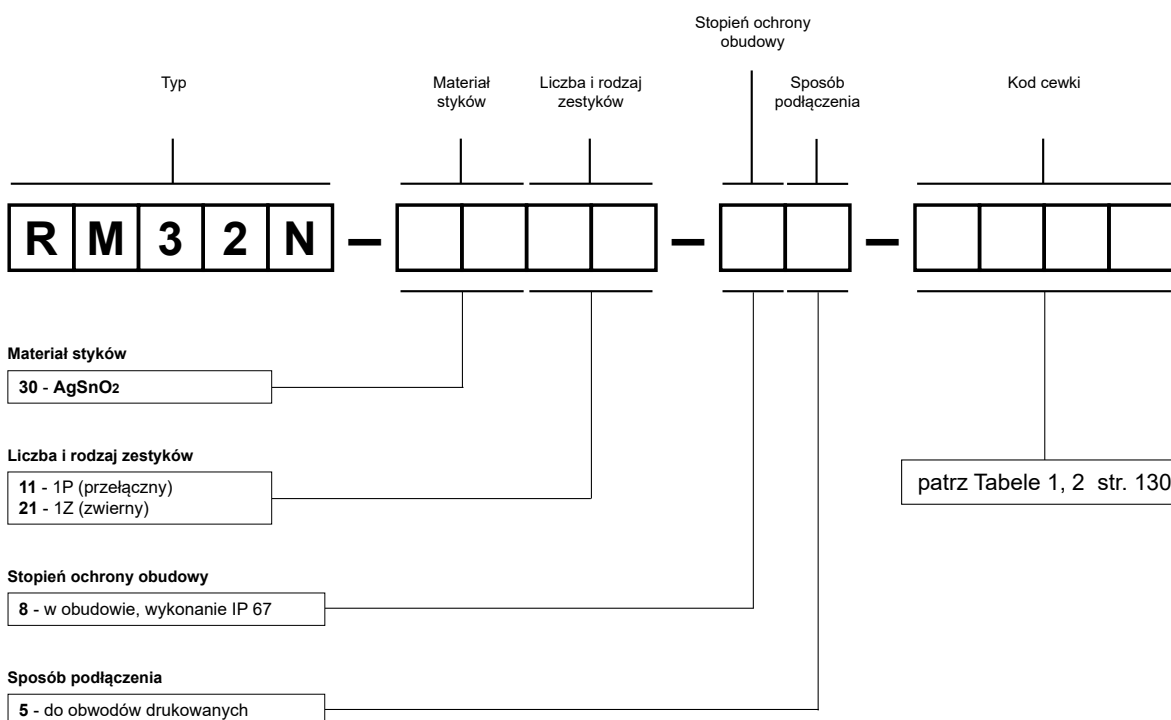 Stopień ochrony
obudowy
Typ
Materiał
styków
Liczba i rodzaj
zestyków
Sposób
podłączenia
Kod cewki
R M 3 2 N – –  –
Materiał styków
30 - AgSnO2
Liczba i rodzaj zestyków
11 - 1P (przełączny)
21 - 1Z (zwierny)
patrz Tabele 1, 2 str. 130
Stopień ochrony obudowy
8 - w obudowie, wykonanie IP 67
Sposób podłączenia
5 - do obwodów drukowanych